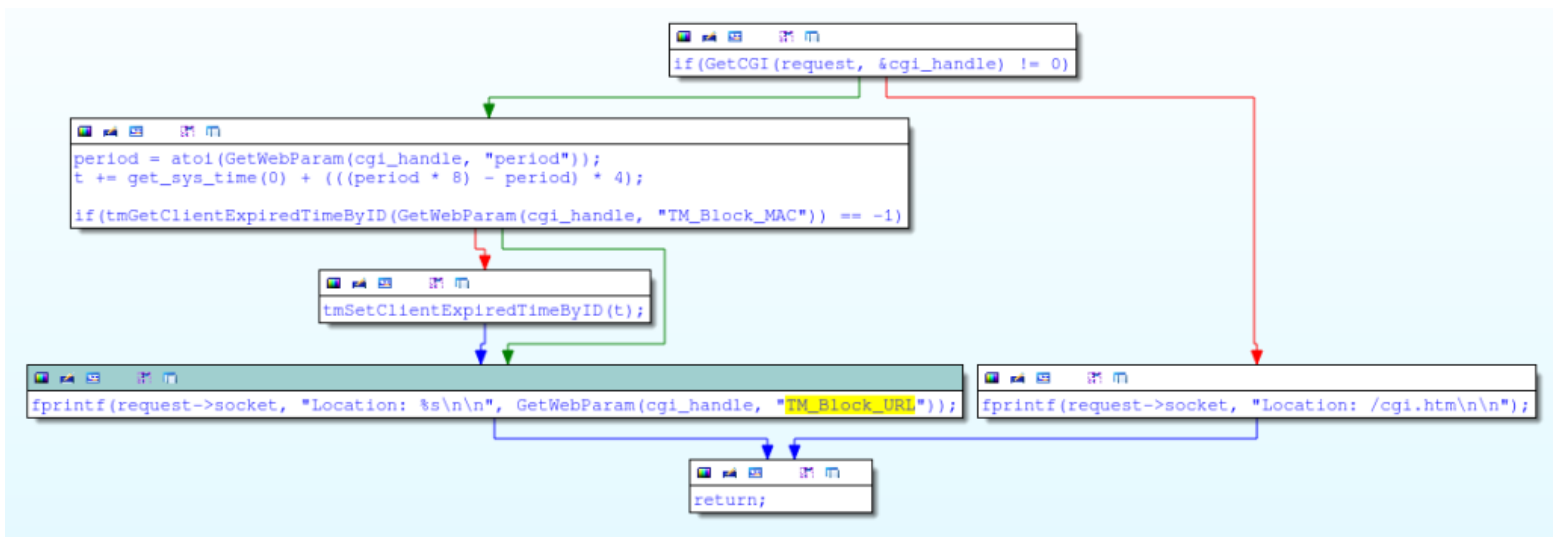 if(GetCGI(request, &cgi_handle) != 0)
period = atoi(GetWebParam(cgi_handle, "period"));
t += get_sys_time(0) + (((period * 8) - period) * 4);
if(tmGetClientExpiredTimeByID(GetWebParam(cgi_handle, "TM_Block_MAC")) == -1)
tmSetClientExpiredTimeByID(t);
fprintf(request->socket, "Location: %s\n\n", GetWebParam(cgi_handle, "TM_Block_URL"));
fprintf(request->socket, "Location: /cgi.htm\n\n");
return;